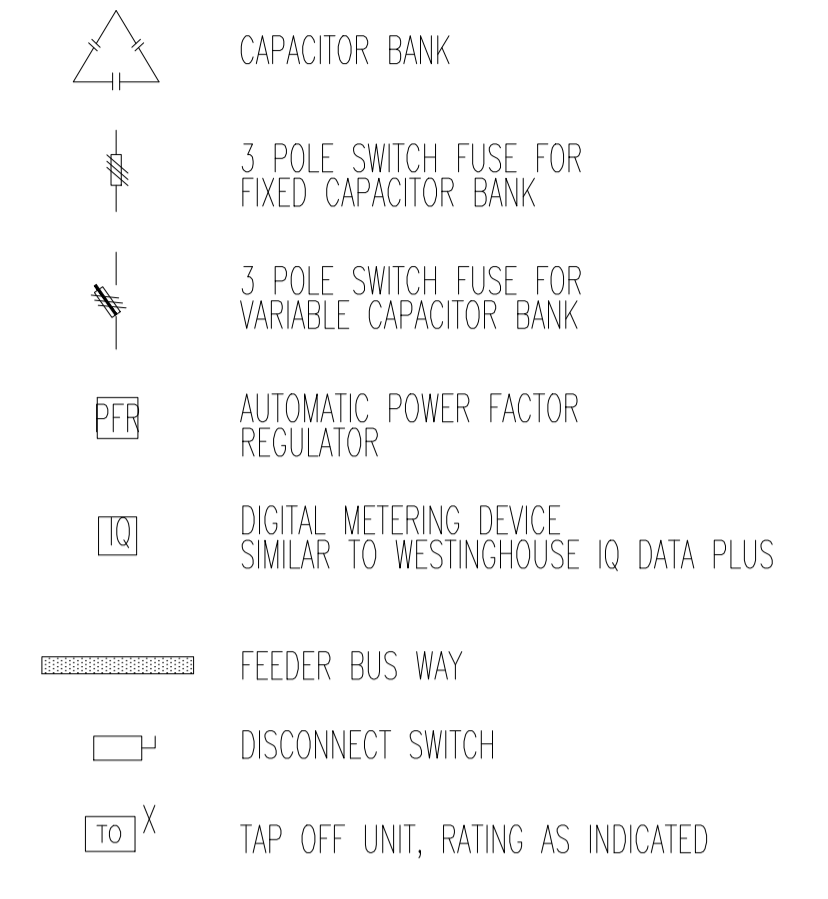 CAPACITOR BANK
3 POLE SWITCH FUSE FOR
FIXED CAPACITOR BANK
3 POLE SWITCH FUSE FOR
VARIABLE CAPACITOR BANK
PFR
AUTOMATIC POWER FACTOR
REGULATOR
IQ
DIGITAL METERING DEVICE
SIMILAR TO WESTINGHOUSE IQ DATA PLUS
FEEDER BUS WAY
DISCONNECT SWITCH
TO X
TAP OFF UNIT, RATING AS INDICATED